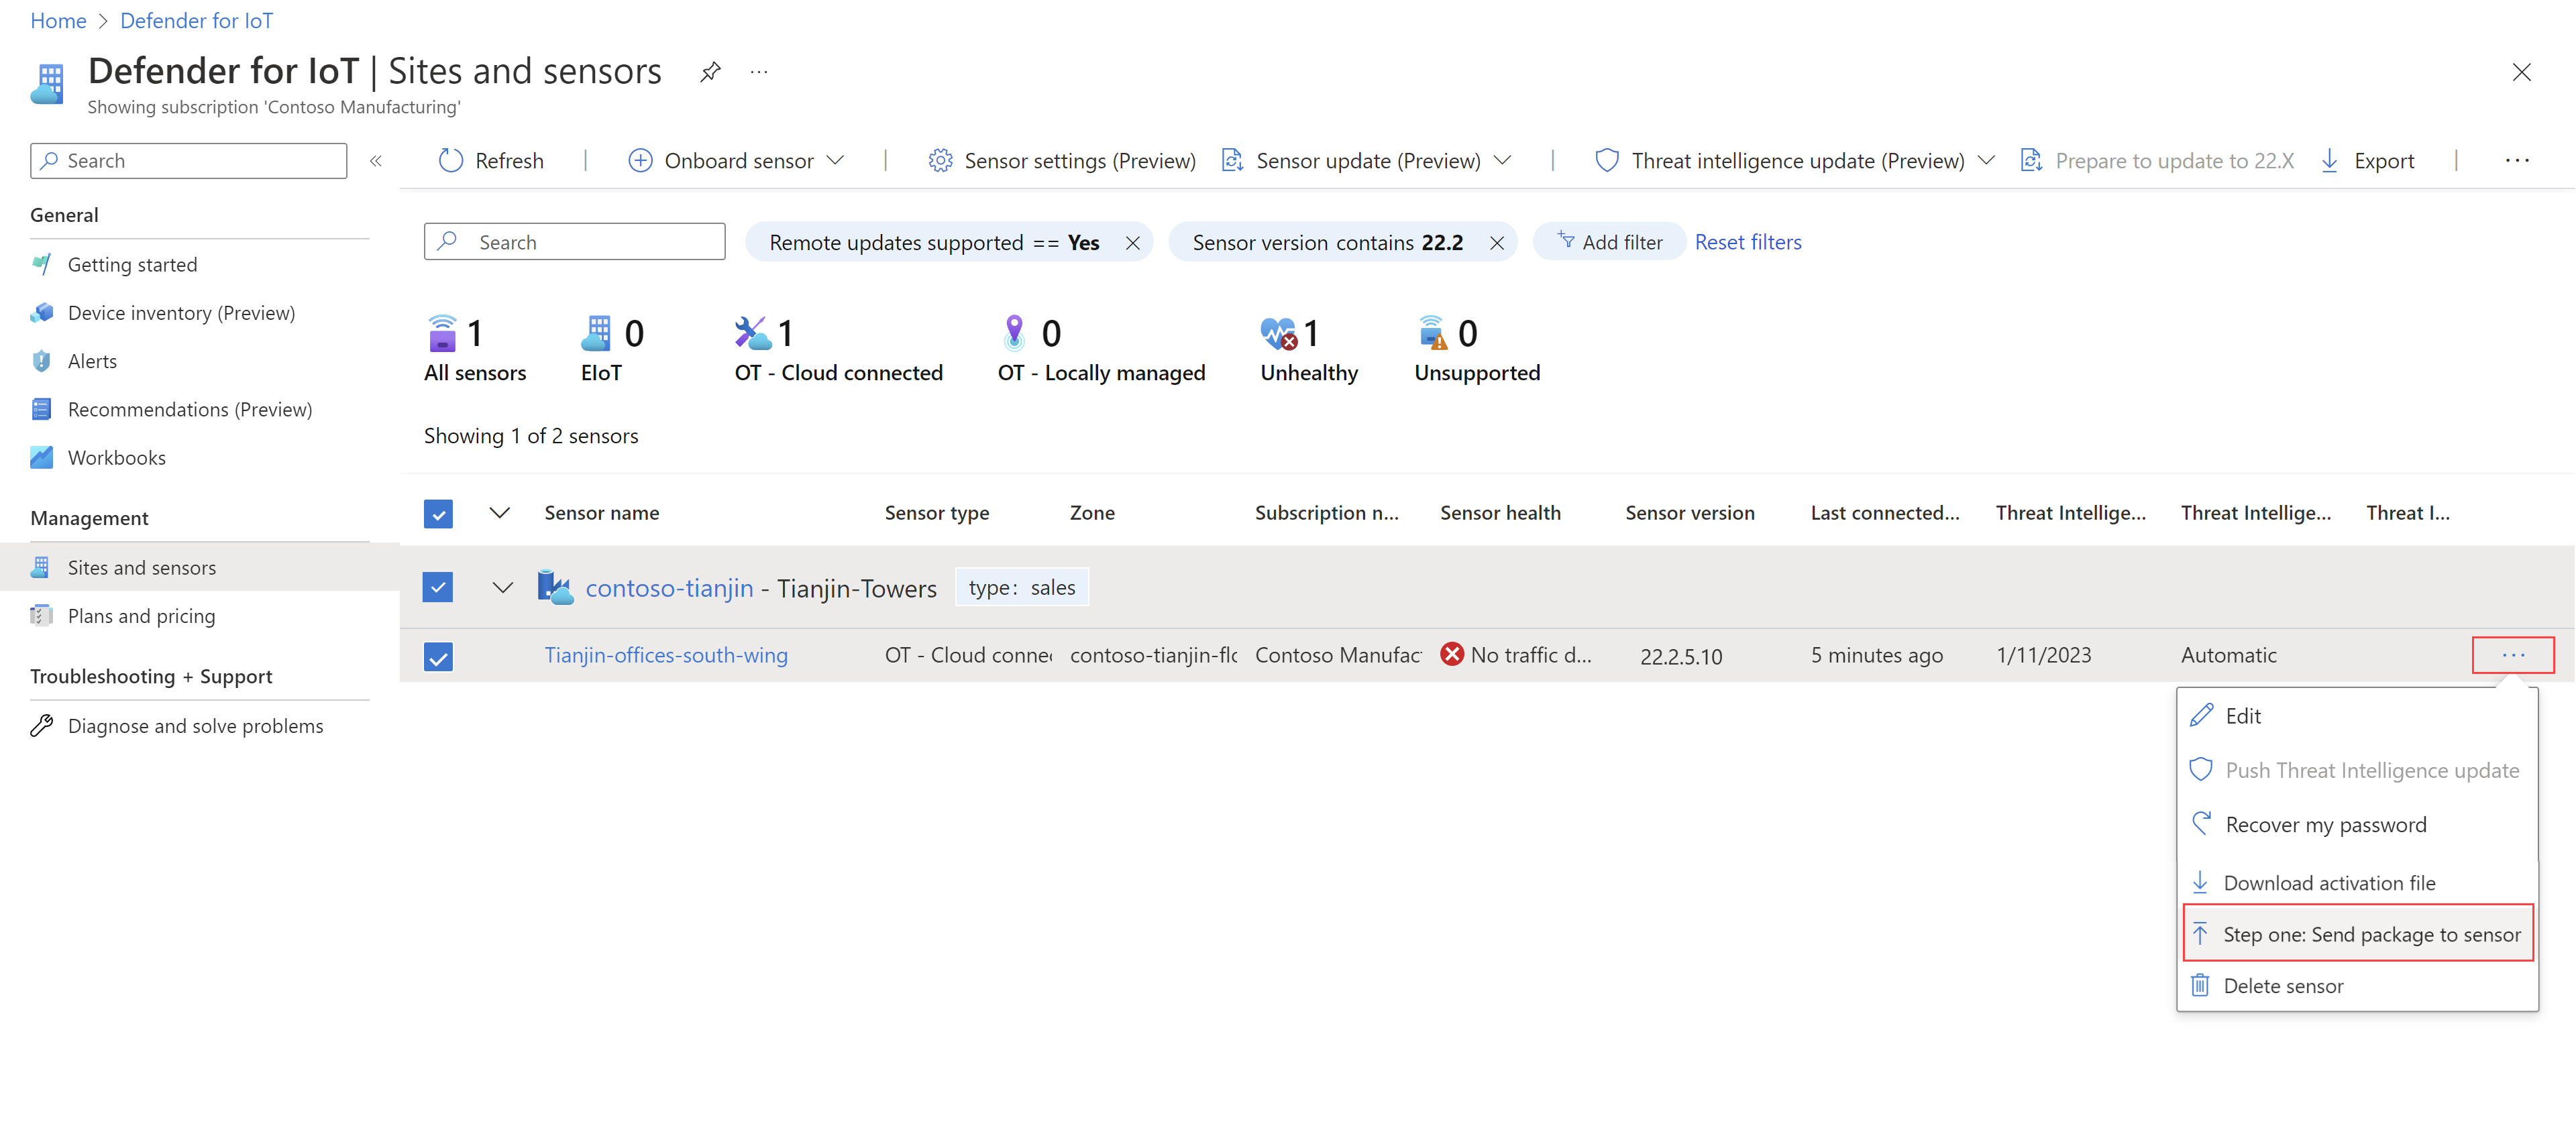 Home > Defender for IoT
Defender for IoT | Sites and sensors
Showing subscription 'Contoso Manufacturing'
Search
Refresh
Onboard sensor
Sensor settings (Preview)
Sensor update (Preview)
Threat intelligence update (Preview)
Prepare to update to 22.X
Export
General
Getting started
Device inventory (Preview)
Alerts
Recommendations (Preview)
Workbooks
Management
Sites and sensors
Plans and pricing
Troubleshooting + Support
Diagnose and solve problems
Search
Remote updates supported == Yes
Sensor version contains 22.2
Add filter
Reset filters
1
All sensors
0
EIoT
1
OT - Cloud connected
0
OT - Locally managed
1
Unhealthy
0
Unsupported
Showing 1 of 2 sensors
Sensor name Sensor type Zone Subscription n... Sensor health Sensor version Last connected... Threat Intellige... Threat Intellige... Threat I...
contoso-tianjin - Tianjin-Towers type: sales
Tianjin-offices-south-wing OT - Cloud connec contoso-tianjin-flo Contoso Manufact No traffic d... 22.2.5.10 5 minutes ago 1/11/2023 Automatic ...
Edit
Push Threat Intelligence update
Recover my password
Download activation file
Step one: Send package to sensor
Delete sensor